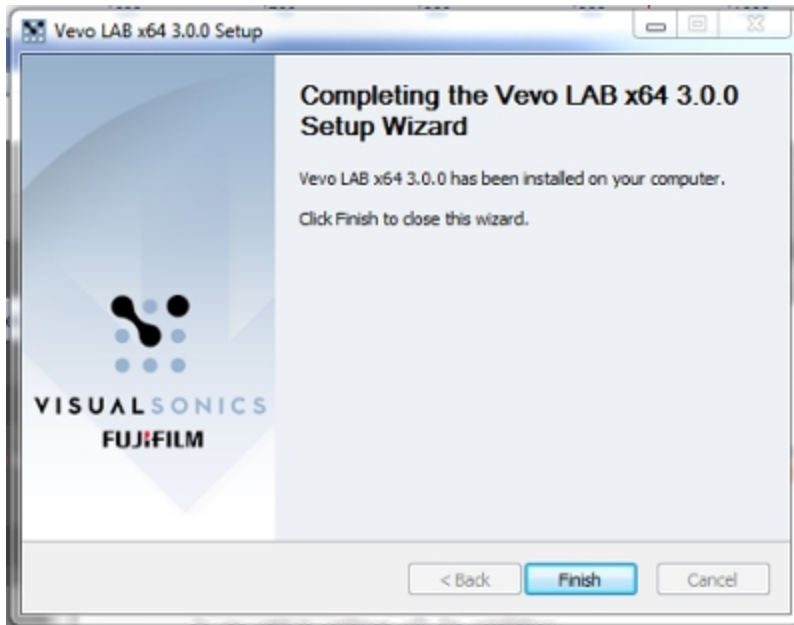 Vevo LAB x64 3.0.0 Setup
Completing the Vevo LAB x64 3.0.0
Setup Wizard
Vevo LAB x64 3.0.0 has been installed on your computer.
Click Finish to close this wizard.
VISUALSONICS
FUJIFILM
< Back
Finish
Cancel